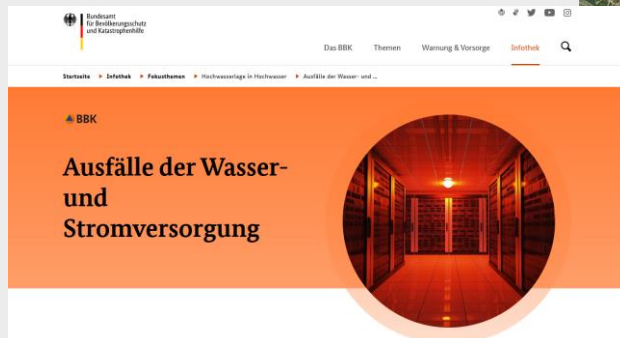 Bundesamt
für Bevölkerungsschutz
und Katastrophenhilfe
Das BBK Themen Warnung & Vorsorge Infothek
Startseite Infothek Fokusthemen Hochwasserlage in Hochwasser Ausfälle der Wasser- und ...
BBK
Ausfälle der Wasser-
und
Stromversorgung